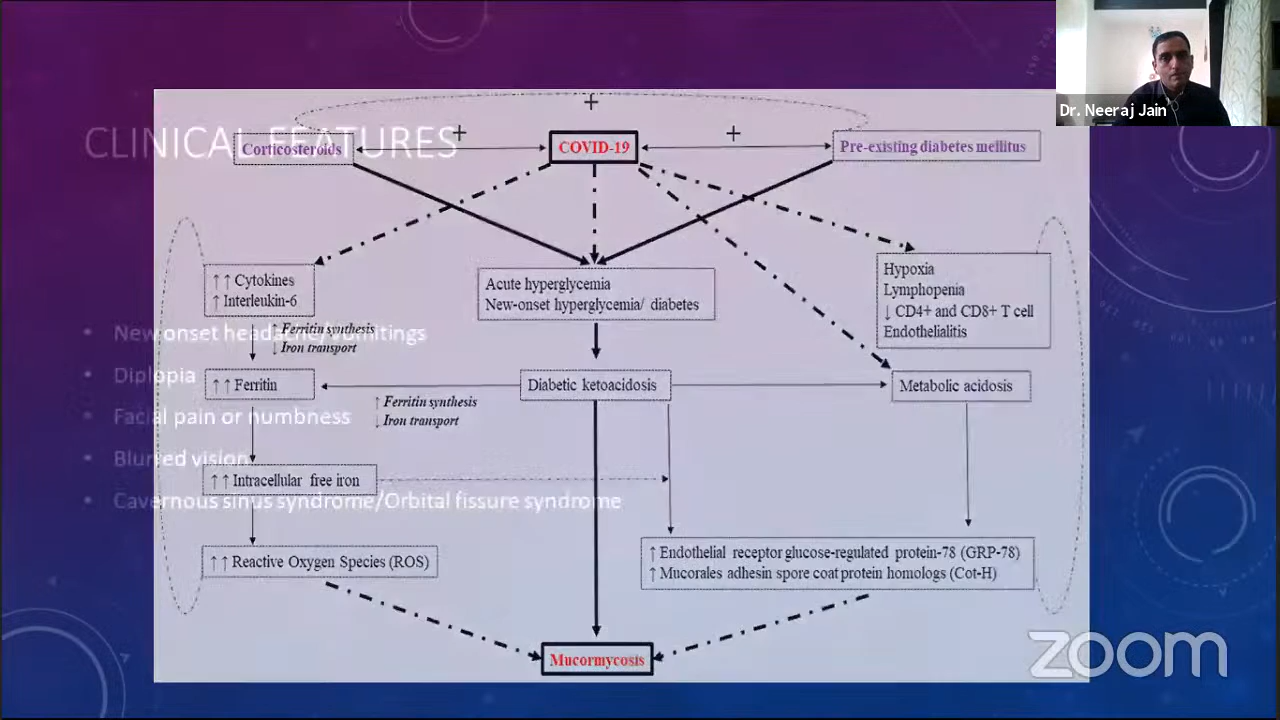 Dr. Neeraj Jain
CLINICAL FEATURES
+
+
+
Corticosteroids
COVID-19
Pre-existing diabetes mellitus
↑ ↑ Cytokines
↑ Interleukin-6
Acute hyperglycemia
New-onset hyperglycemia/ diabetes
Hypoxia
Lymphopenia
↓ CD4+ and CD8+ T cell
Endothelialitis
↑ Ferritin synthesis
↓ Iron transport
↑ ↑ Ferritin
Diabetic ketoacidosis
Metabolic acidosis
↑ Ferritin synthesis
↓ Iron transport
↑ ↑ Intracellular free iron
↑ ↑ Reactive Oxygen Species (ROS)
↑ Endothelial receptor glucose-regulated protein-78 (GRP-78)
↑ Mucorales adhesin spore coat protein homologs (Cot-H)
Mucormycosis
• New onset headache/vomitings
• Diplopia
• Facial pain or numbness
• Blurred vision
• Cavernous sinus syndrome/Orbital fissure syndrome
zoom